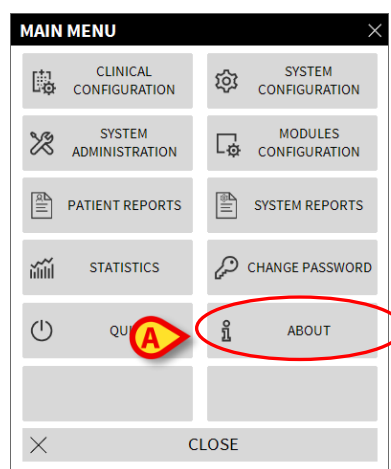 MAIN MENU
CLINICAL
CONFIGURATION
SYSTEM
CONFIGURATION
SYSTEM
ADMINISTRATION
MODULES
CONFIGURATION
PATIENT REPORTS
SYSTEM REPORTS
STATISTICS
CHANGE PASSWORD
QU
A
ABOUT
CLOSE